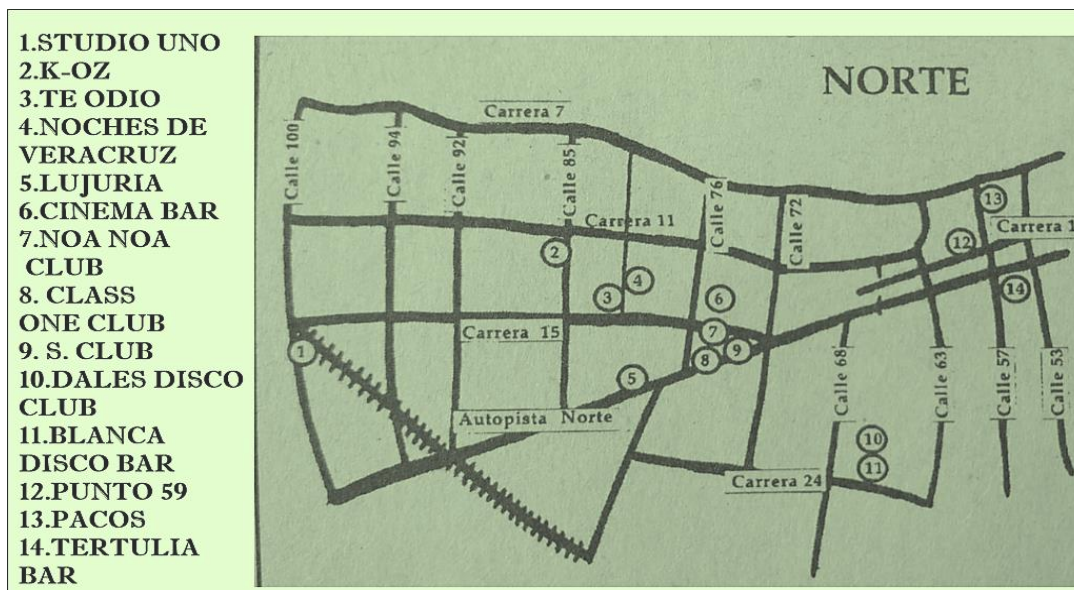 1.STUDIO UNO
2.K-OZ
3.TE ODIO
4.NOCHES DE
VERACRUZ
5.LUJURIA
6.CINEMA BAR
7.NOA NOA
CLUB
8. CLASS
ONE CLUB
9. S. CLUB
10.DALES DISCO
CLUB
11.BLANCA
DISCO BAR
12.PUNTO 59
13.PACOS
14.TERTULIA
BAR
NORTE
Carrera 7
Calle 100
Calle 94
Calle 92
Calle 85
Calle 76
Calle 72
Carrera 11
Carrera 1
Carrera 15
Autopista Norte
Calle 68
Calle 63
Calle 57
Calle 53
Carrera 24
13
12
2
4
3
6
14
7
1
9
8
5
10
11